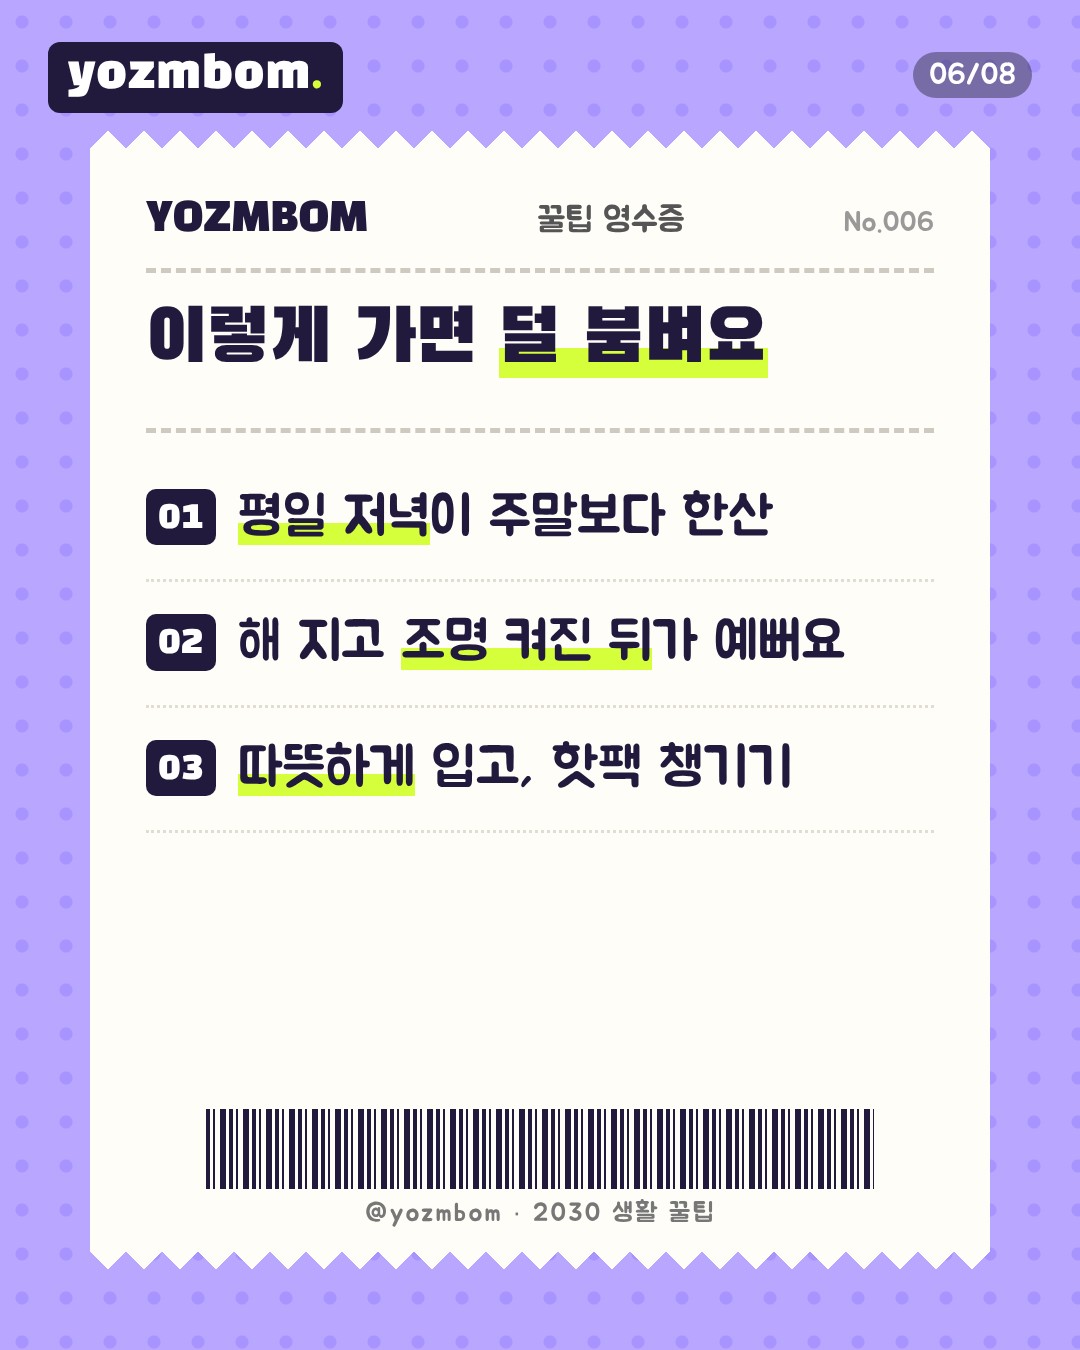 yozmbom.
06/08
YOZMBOM 꿀팁 영수증 No.006
이렇게 가면 덜 붐벼요
01 평일 저녁이 주말보다 한산
02 해 지고 조명 켜진 뒤가 예뻐요
03 따뜻하게 입고, 핫팩 챙기기
@yozmbom · 2030 생활 꿀팁